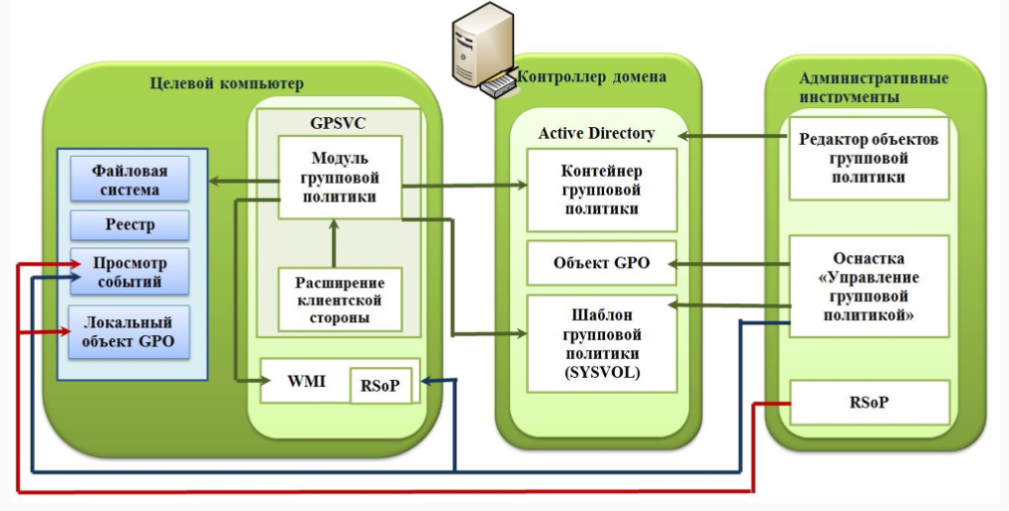 Целевой компьютер
GPSVC
Модуль
групповой
политики
Расширение
клиентской
стороны
WMI
RSoP
Файловая
система
Реестр
Просмотр
событий
Локальный
объект GPO
Контроллер домена
Active Directory
Контейнер
групповой
политики
Объект GPO
Шаблон
групповой
политики
(SYSVOL)
Административные
инструменты
Редактор объектов
групповой
политики
Оснастка
«Управление
групповой
политикой»
RSoP